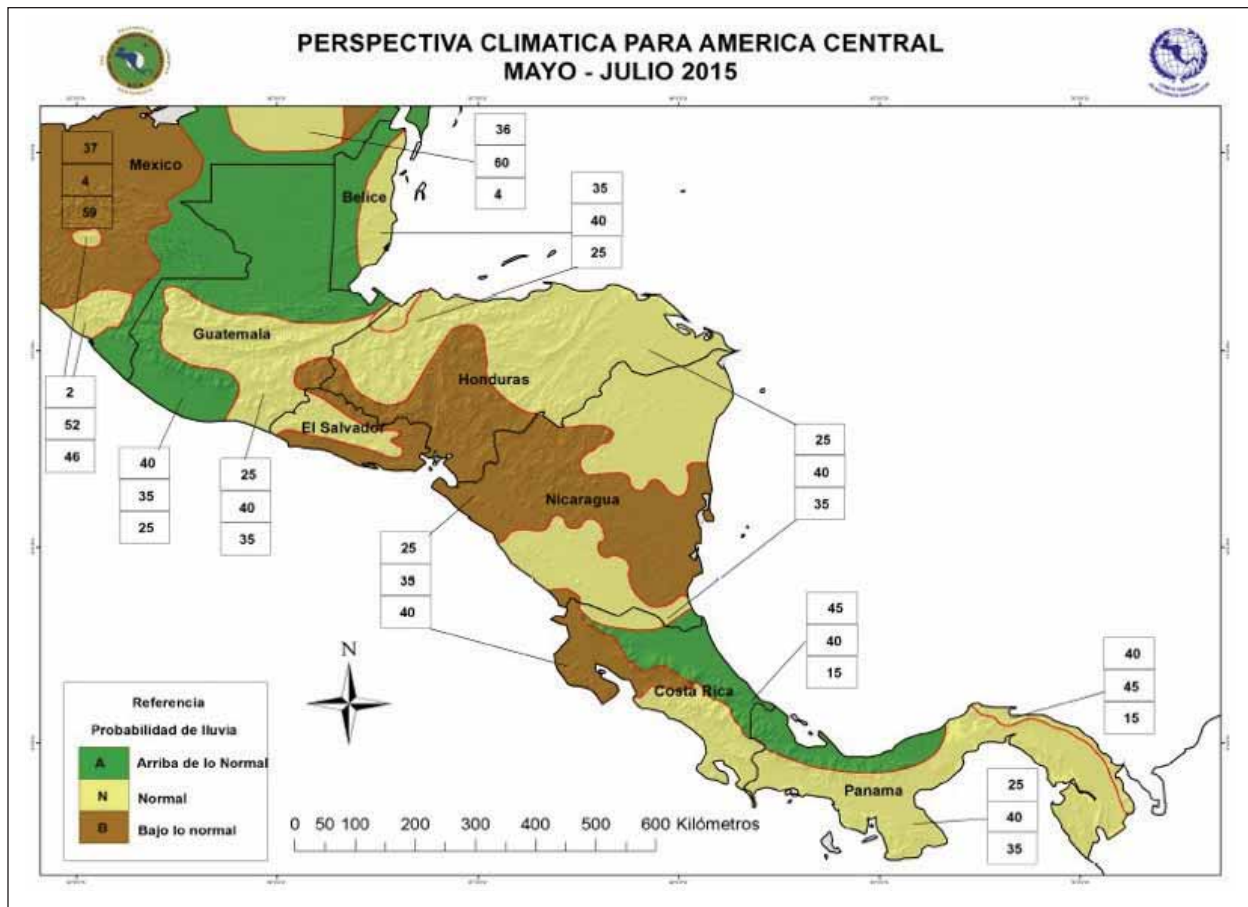 PERSPECTIVA CLIMATICA PARA AMERICA CENTRAL
MAYO - JULIO 2015
37
4
59
Mexico
Belice
36
60
4
35
40
25
Guatemala
Honduras
El Salvador
Nicaragua
2
52
46
40
35
25
25
40
35
25
40
35
25
35
40
45
40
15
40
45
15
Costa Rica
Panama
25
40
35
N
Referencia
Probabilidad de lluvia
A Arriba de lo Normal
N Normal
B Bajo lo normal
0 50 100 200 300 400 500 600 Kilómetros